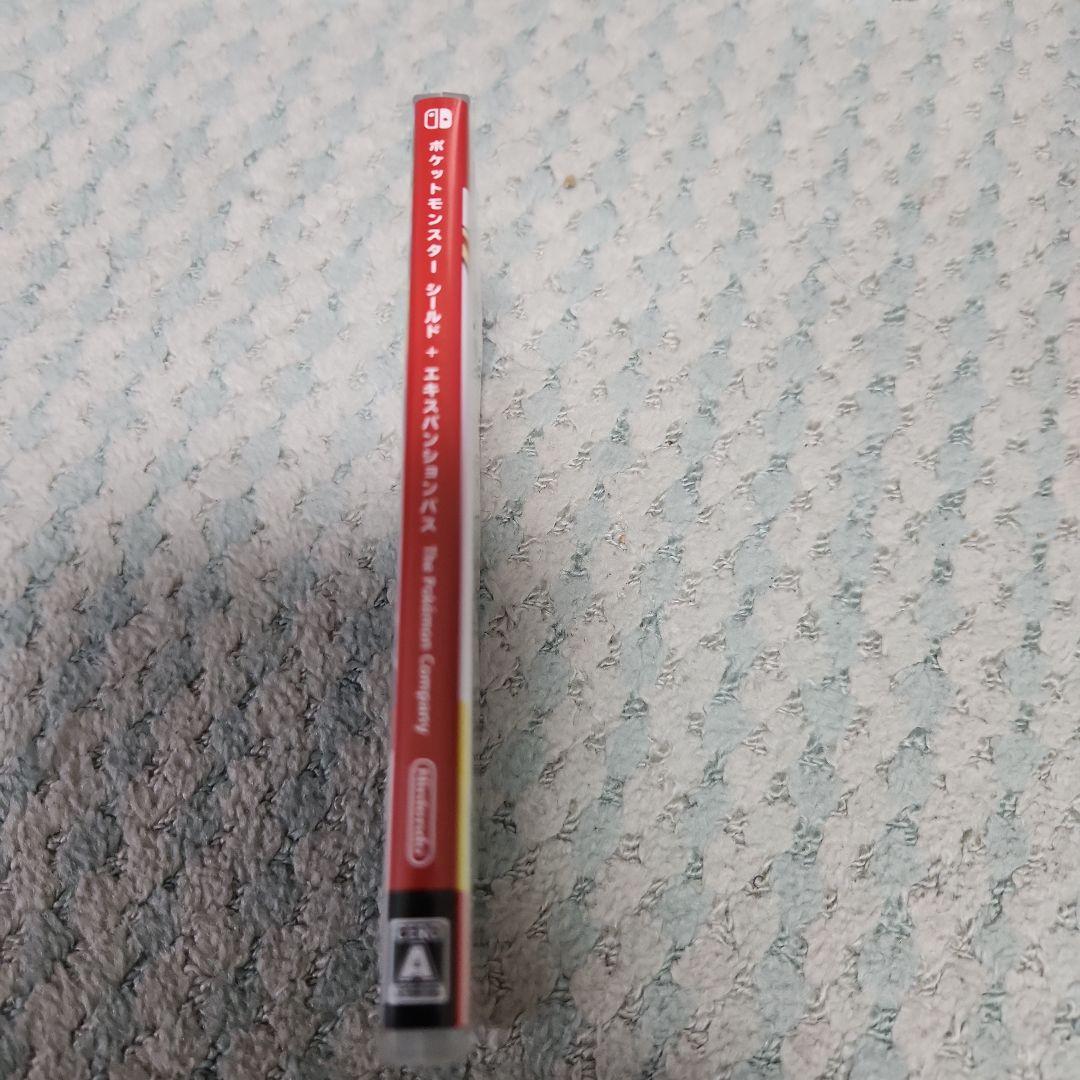 ポケットモンスター シールド + エキスパンションパス The Pokémon Company
Nintendo
CERO
A